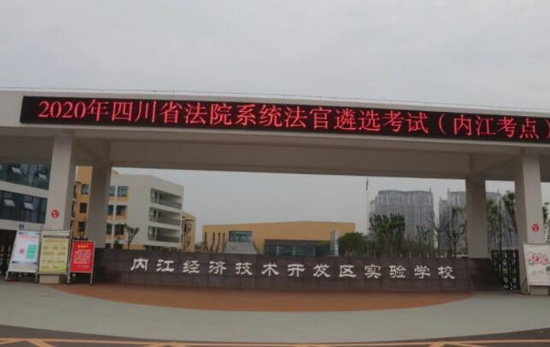 2020年四川省法院系统法官遴选考试（内江考点）
内江经济技术开发区实验学校